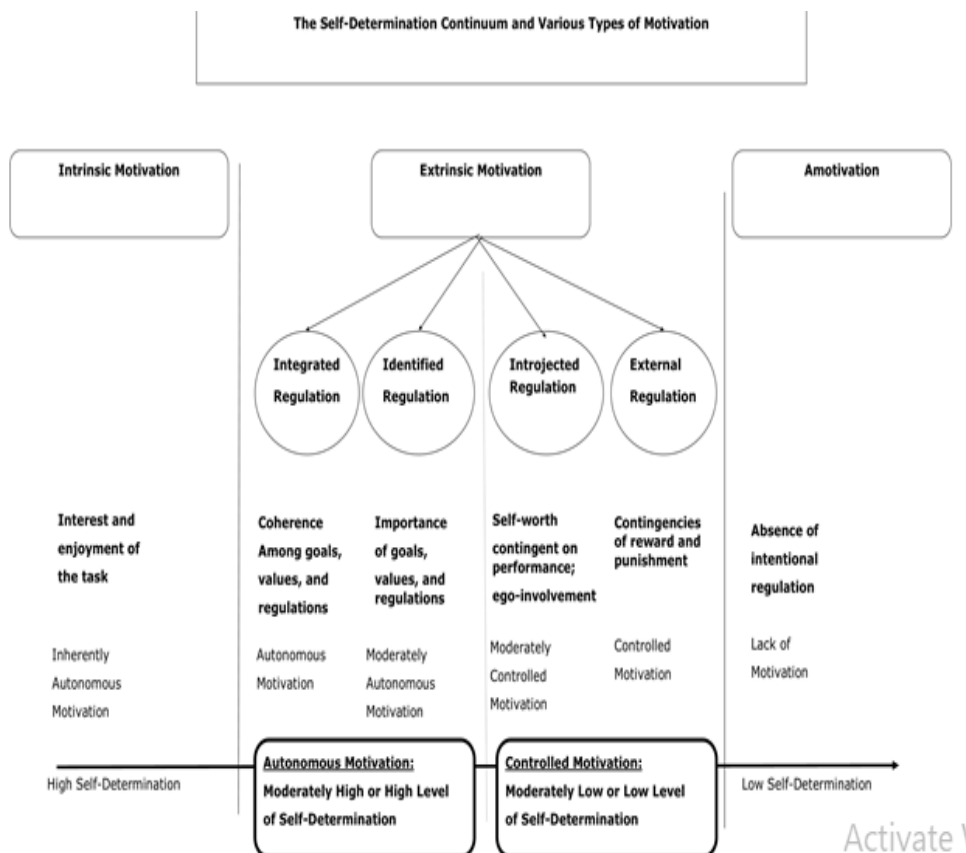 The Self-Determination Continuum and Various Types of Motivation
Intrinsic Motivation
Extrinsic Motivation
Amotivation
Integrated
Regulation
Identified
Regulation
Introjected
Regulation
External
Regulation
Interest and
enjoyment of
the task
Coherence
Among goals,
values, and
regulations
Importance
of goals,
values, and
regulations
Self-worth
contingent on
performance;
ego-involvement
Contingencies
of reward and
punishment
Absence of
intentional
regulation
Inherently
Autonomous
Motivation
Autonomous
Motivation
Moderately
Autonomous
Motivation
Moderately
Controlled
Motivation
Controlled
Motivation
Lack of
Motivation
High Self-Determination
Autonomous Motivation:
Moderately High or High Level
of Self-Determination
Controlled Motivation:
Moderately Low or Low Level
of Self-Determination
Low Self-Determination
Activate